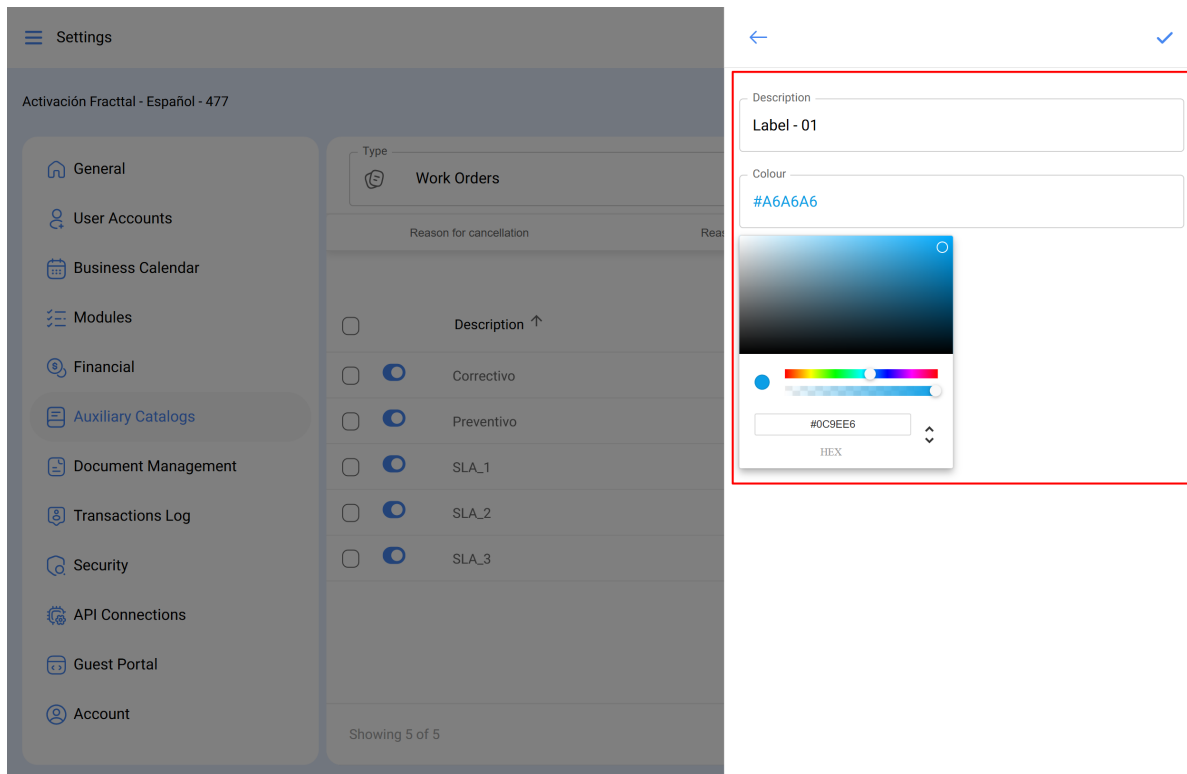 Settings
Activación Fracttal - Español - 477
General
User Accounts
Business Calendar
Modules
Financial
Auxiliary Catalogs
Document Management
Transactions Log
Security
API Connections
Guest Portal
Account
Type
Work Orders
Reason for cancellation Reas
Description
Correctivo
Preventivo
SLA_1
SLA_2
SLA_3
Showing 5 of 5
Description
Label - 01
Colour
#A6A6A6
#0C9EE6
HEX